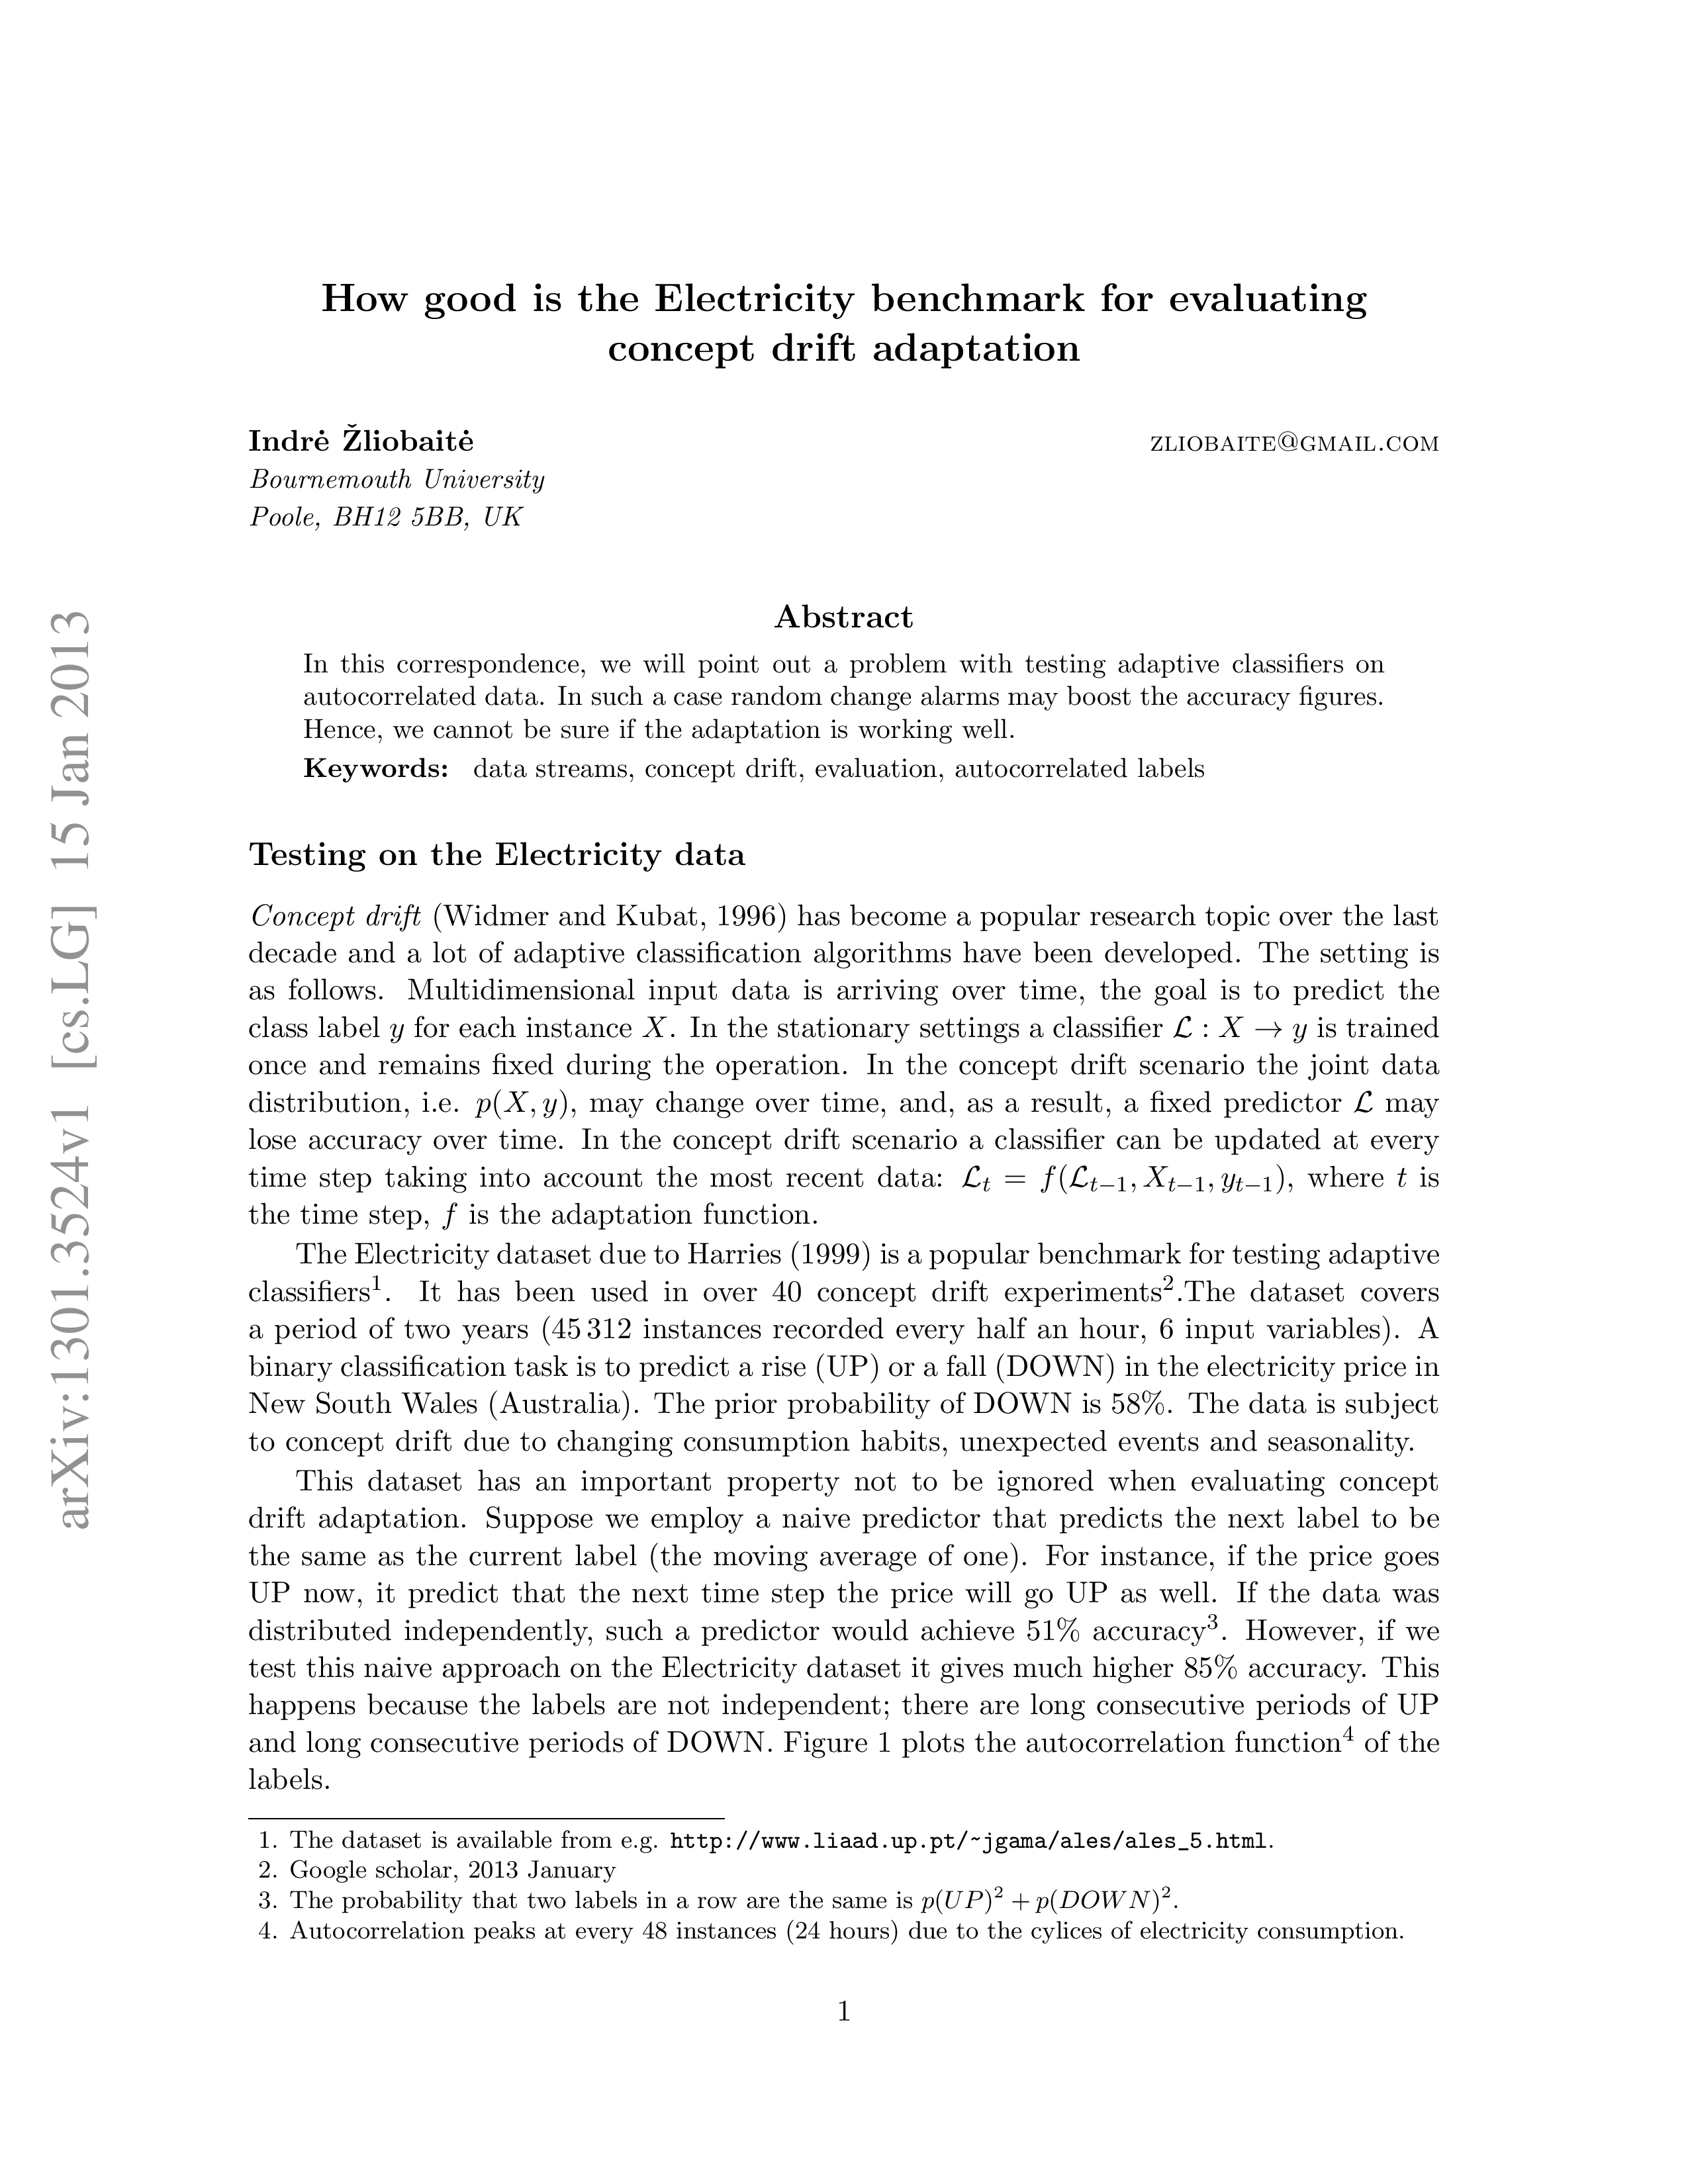 How good is the Electricity benchmark for evaluating
concept drift adaptation
Indrė Žliobaitė
zliobaite@gmail.com
Bournemouth University
Poole, BH12 5BB, UK
Abstract
In this correspondence, we will point out a problem with testing adaptive classifiers on
autocorrelated data. In such a case random change alarms may boost the accuracy figures.
Hence, we cannot be sure if the adaptation is working well.
Keywords: data streams, concept drift, evaluation, autocorrelated labels
Testing on the Electricity data
Concept drift (Widmer and Kubat, 1996) has become a popular research topic over the last
decade and a lot of adaptive classification algorithms have been developed. The setting is
as follows. Multidimensional input data is arriving over time, the goal is to predict the
class label y for each instance X. In the stationary settings a classifier ℒ : X → y is trained
once and remains fixed during the operation. In the concept drift scenario the joint data
distribution, i.e. p(X, y), may change over time, and, as a result, a fixed predictor ℒ may
lose accuracy over time. In the concept drift scenario a classifier can be updated at every
time step taking into account the most recent data: ℒₜ = f(ℒₜ₋₁, Xₜ₋₁, yₜ₋₁), where t is
the time step, f is the adaptation function.
The Electricity dataset due to Harries (1999) is a popular benchmark for testing adaptive
classifiers¹. It has been used in over 40 concept drift experiments².The dataset covers
a period of two years (45 312 instances recorded every half an hour, 6 input variables). A
binary classification task is to predict a rise (UP) or a fall (DOWN) in the electricity price in
New South Wales (Australia). The prior probability of DOWN is 58%. The data is subject
to concept drift due to changing consumption habits, unexpected events and seasonality.
This dataset has an important property not to be ignored when evaluating concept
drift adaptation. Suppose we employ a naive predictor that predicts the next label to be
the same as the current label (the moving average of one). For instance, if the price goes
UP now, it predict that the next time step the price will go UP as well. If the data was
distributed independently, such a predictor would achieve 51% accuracy³. However, if we
test this naive approach on the Electricity dataset it gives much higher 85% accuracy. This
happens because the labels are not independent; there are long consecutive periods of UP
and long consecutive periods of DOWN. Figure 1 plots the autocorrelation function⁴ of the
labels.
1. The dataset is available from e.g. http://www.liaad.up.pt/~jgama/ales/ales_5.html.
2. Google scholar, 2013 January
3. The probability that two labels in a row are the same is p(UP)² + p(DOWN)².
4. Autocorrelation peaks at every 48 instances (24 hours) due to the cylices of electricity consumption.
1
arXiv:1301.3524v1 [cs.LG] 15 Jan 2013